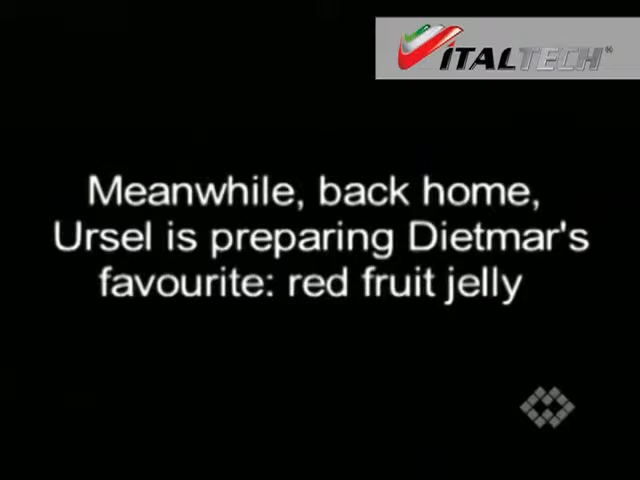 ITALTECH®
Meanwhile, back home,
Ursel is preparing Dietmar's
favourite: red fruit jelly